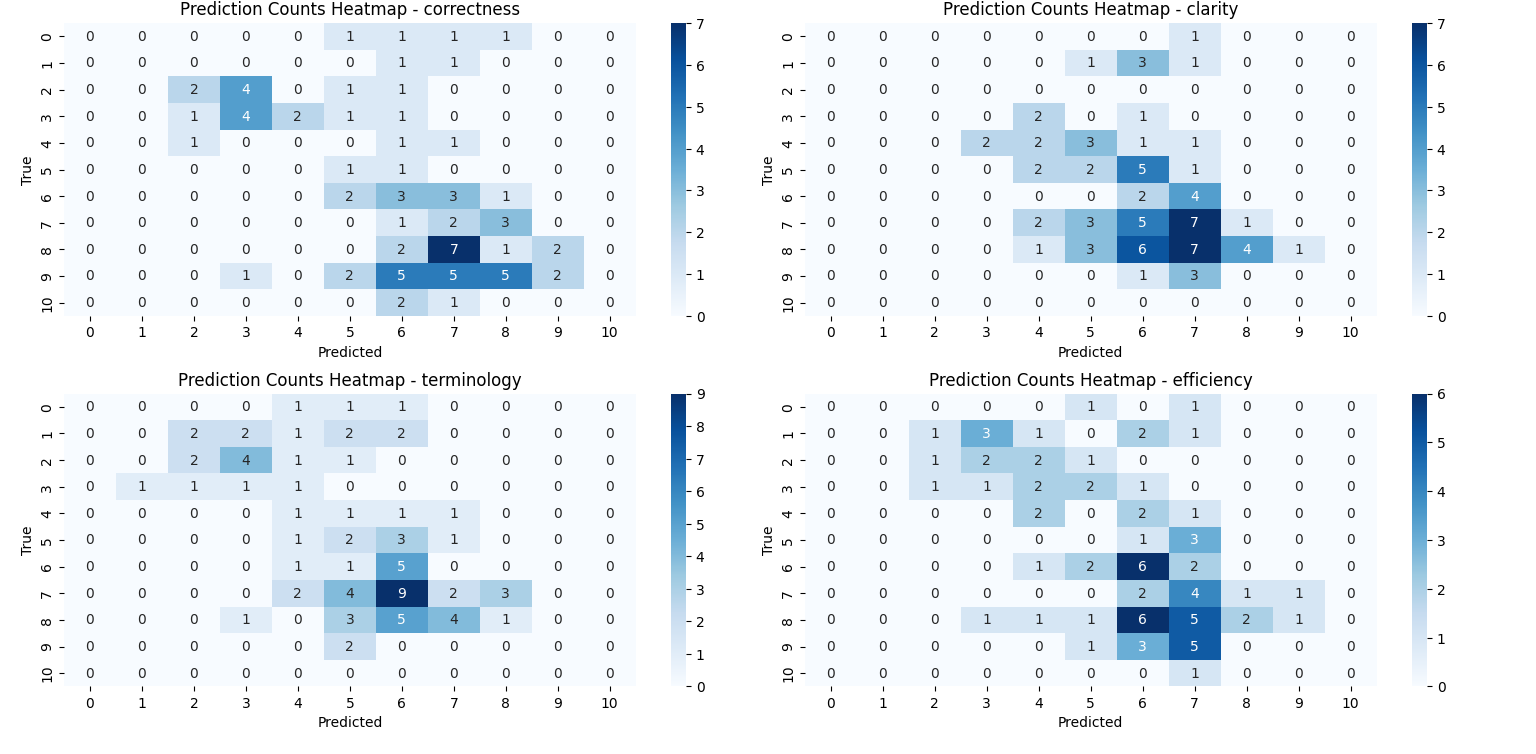 Prediction Counts Heatmap - correctness
0 0 0 0 0 0 1 1 1 1 0 0
1 0 0 0 0 0 0 1 1 0 0 0
2 0 0 2 4 0 1 1 0 0 0 0
3 0 0 1 4 2 1 1 0 0 0 0
4 0 0 1 0 0 0 1 1 0 0 0
True
5 0 0 0 0 0 1 1 0 0 0 0
6 0 0 0 0 0 2 3 3 1 0 0
7 0 0 0 0 0 0 1 2 3 0 0
8 0 0 0 0 0 0 2 7 1 2 0
9 0 0 0 1 0 2 5 5 5 2 0
10 0 0 0 0 0 0 2 1 0 0 0
0 1 2 3 4 5 6 7 8 9 10
Predicted
7
6
5
4
3
2
1
0
Prediction Counts Heatmap - clarity
0 0 0 0 0 0 0 0 1 0 0 0
1 0 0 0 0 0 1 3 1 0 0 0
2 0 0 0 0 0 0 0 0 0 0 0
3 0 0 0 0 2 0 1 0 0 0 0
4 0 0 0 2 2 3 1 1 0 0 0
True
5 0 0 0 0 2 2 5 1 0 0 0
6 0 0 0 0 0 0 2 4 0 0 0
7 0 0 0 0 2 3 5 7 1 0 0
8 0 0 0 0 1 3 6 7 4 1 0
9 0 0 0 0 0 0 1 3 0 0 0
10 0 0 0 0 0 0 0 0 0 0 0
0 1 2 3 4 5 6 7 8 9 10
Predicted
7
6
5
4
3
2
1
0
Prediction Counts Heatmap - terminology
0 0 0 0 0 1 1 1 0 0 0 0
1 0 0 2 2 1 2 2 0 0 0 0
2 0 0 2 4 1 1 0 0 0 0 0
3 0 1 1 1 1 0 0 0 0 0 0
4 0 0 0 0 1 1 1 1 0 0 0
True
5 0 0 0 0 1 2 3 1 0 0 0
6 0 0 0 0 1 1 5 0 0 0 0
7 0 0 0 0 2 4 9 2 3 0 0
8 0 0 0 1 0 3 5 4 1 0 0
9 0 0 0 0 0 2 0 0 0 0 0
10 0 0 0 0 0 0 0 0 0 0 0
0 1 2 3 4 5 6 7 8 9 10
Predicted
9
8
7
6
5
4
3
2
1
0
Prediction Counts Heatmap - efficiency
0 0 0 0 0 0 1 0 1 0 0 0
1 0 0 1 3 1 0 2 1 0 0 0
2 0 0 1 2 2 1 0 0 0 0 0
3 0 0 1 1 2 2 1 0 0 0 0
4 0 0 0 0 2 0 2 1 0 0 0
True
5 0 0 0 0 0 0 1 3 0 0 0
6 0 0 0 0 1 2 6 2 0 0 0
7 0 0 0 0 0 0 2 4 1 1 0
8 0 0 0 1 1 1 6 5 2 1 0
9 0 0 0 0 0 1 3 5 0 0 0
10 0 0 0 0 0 0 0 1 0 0 0
0 1 2 3 4 5 6 7 8 9 10
Predicted
6
5
4
3
2
1
0